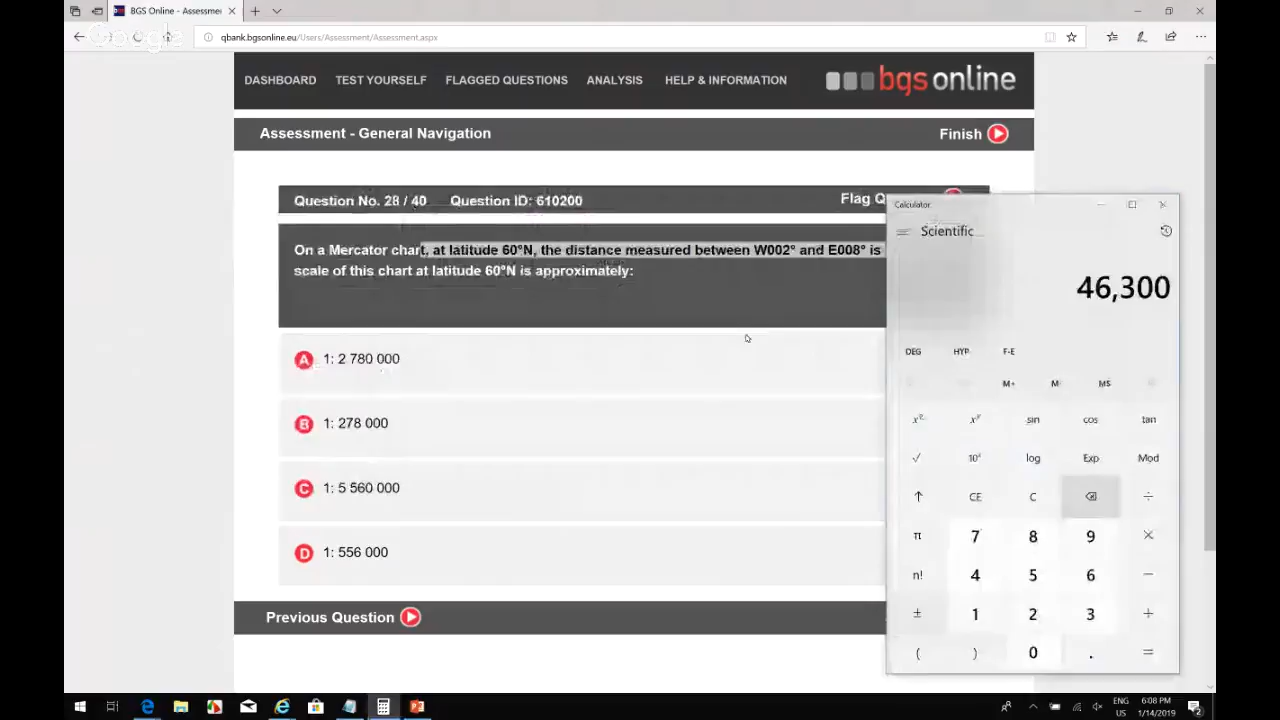 BGS Online - Assessmen
qbank.bgsonline.eu/Users/Assessment/Assessment.aspx
Google
DASHBOARD TEST YOURSELF FLAGGED QUESTIONS ANALYSIS HELP & INFORMATION bgs online
Assessment - General Navigation Finish
Question No. 28 / 40 Question ID: 610200 Flag Q
On a Mercator chart, at latitude 60°N, the distance measured between W002° and E008° is
scale of this chart at latitude 60°N is approximately:
A 1: 2 780 000
B 1: 278 000
C 1: 5 560 000
D 1: 556 000
Previous Question
Calculator
Scientific
46,300
DEG HYP F-E
M+ M- MS
x² xʸ sin cos tan
√ 10ˣ log Exp Mod
↑ CE C ÷
π 7 8 9 ×
n! 4 5 6 −
± 1 2 3 +
( ) 0 . =
ENG 6:08 PM
US 1/14/2019 2